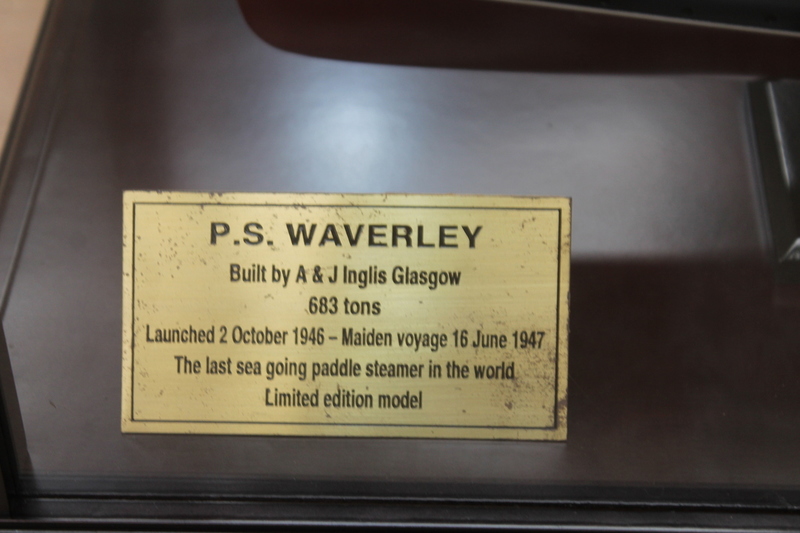 P.S. WAVERLEY
Built by A & J Inglis Glasgow
683 tons
Launched 2 October 1946 – Maiden voyage 16 June 1947
The last sea going paddle steamer in the world
Limited edition model